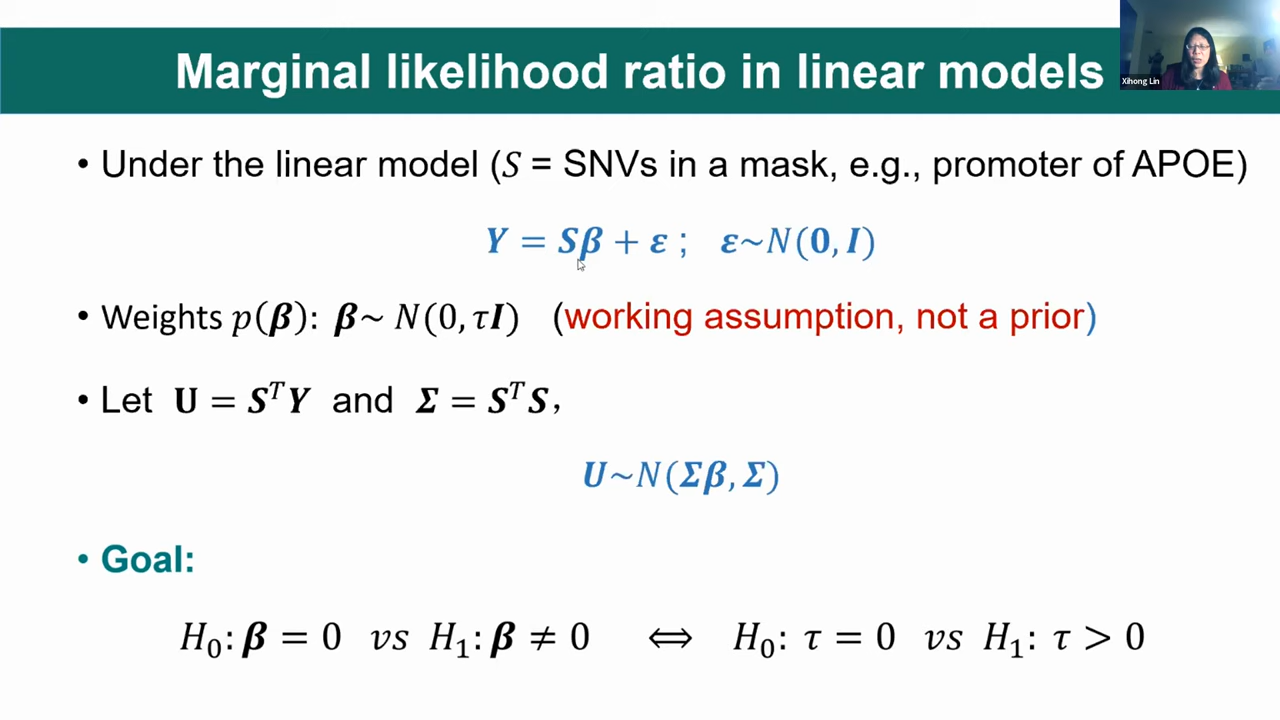 Marginal likelihood ratio in linear models
Xihong Lin
• Under the linear model (S = SNVs in a mask, e.g., promoter of APOE)
Y = Sβ + ε ; ε~N(0, I)
• Weights p(β): β~ N(0, τI) (working assumption, not a prior)
• Let U = SᵀY and Σ = SᵀS,
U~N(Σβ, Σ)
• Goal:
H₀: β = 0 vs H₁: β ≠ 0 ⟺ H₀: τ = 0 vs H₁: τ > 0